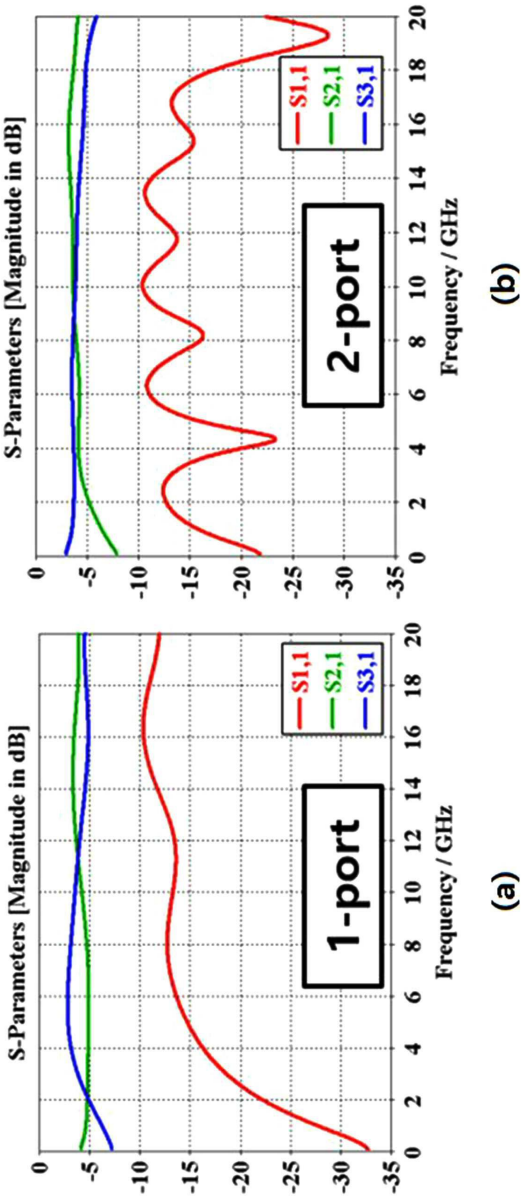 S-Parameters [Magnitude in dB]
0
-5
-10
-15
-20
-25
-30
-35
0 2 4 6 8 10 12 14 16 18 20
Frequency / GHz
1-port
S1,1
S2,1
S3,1
(a)
S-Parameters [Magnitude in dB]
0
-5
-10
-15
-20
-25
-30
-35
0 2 4 6 8 10 12 14 16 18 20
Frequency / GHz
2-port
S1,1
S2,1
S3,1
(b)